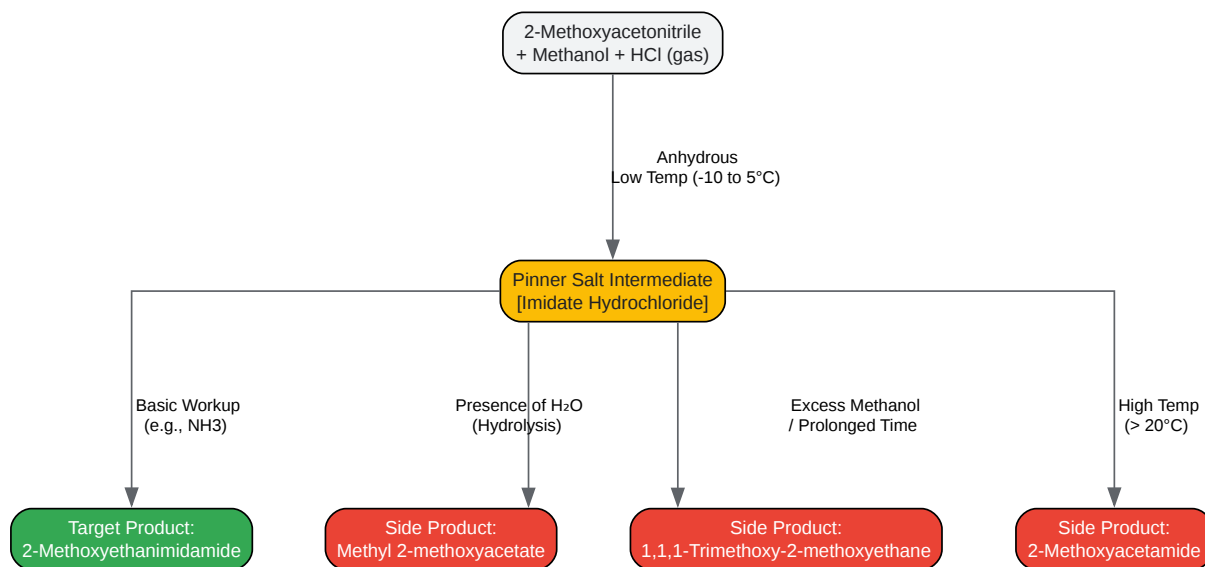 2-Methoxyacetonitrile
+ Methanol + HCl (gas)
Anhydrous
Low Temp (-10 to 5°C)
Pinner Salt Intermediate
[Imidate Hydrochloride]
Basic Workup
(e.g., NH3)
Presence of H₂O
(Hydrolysis)
Excess Methanol
/ Prolonged Time
High Temp
(> 20°C)
Target Product:
2-Methoxyethanimidamide
Side Product:
Methyl 2-methoxyacetate
Side Product:
1,1,1-Trimethoxy-2-methoxyethane
Side Product:
2-Methoxyacetamide